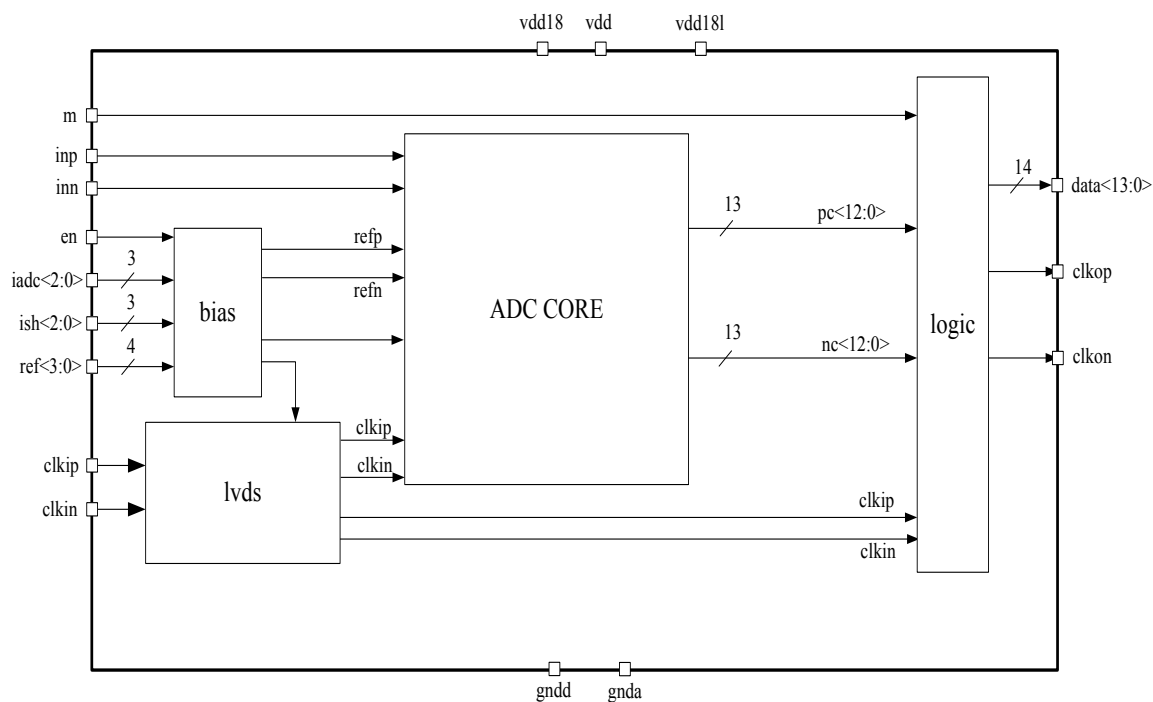 vdd18
vdd
vdd18l
m
inp
inn
en
iadc<2:0>
3
ish<2:0>
3
ref<3:0>
4
bias
refp
refn
ADC CORE
13
pc<12:0>
13
nc<12:0>
logic
14
data<13:0>
clkop
clkon
clkip
clkin
lvds
clkip
clkin
clkip
clkin
gndd
gnda